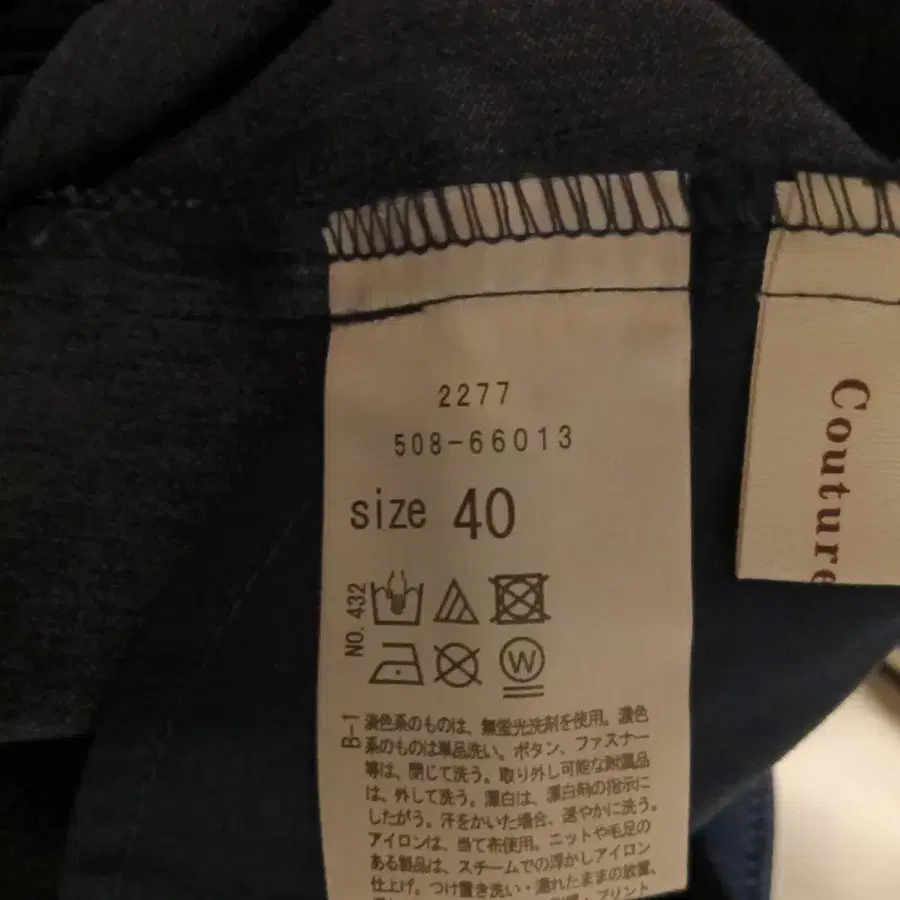 2277
508-66013
size 40
NO. 432
W
B-1
淡色系のものは、無蛍光洗剤を使用。濃色
系のものは単品洗い。ボタン、ファスナー
等は、閉じて洗う。取り外し可能な附属品
は、外して洗う。漂白は、漂白剤の指示に
したがう。汗をかいた場合、速やかに洗う。
アイロンは、当て布使用。ニットや毛足の
ある製品は、スチームでの浮かしアイロン
仕上げ。つけ置き洗い・濡れたままの放置、
プリント
Couture